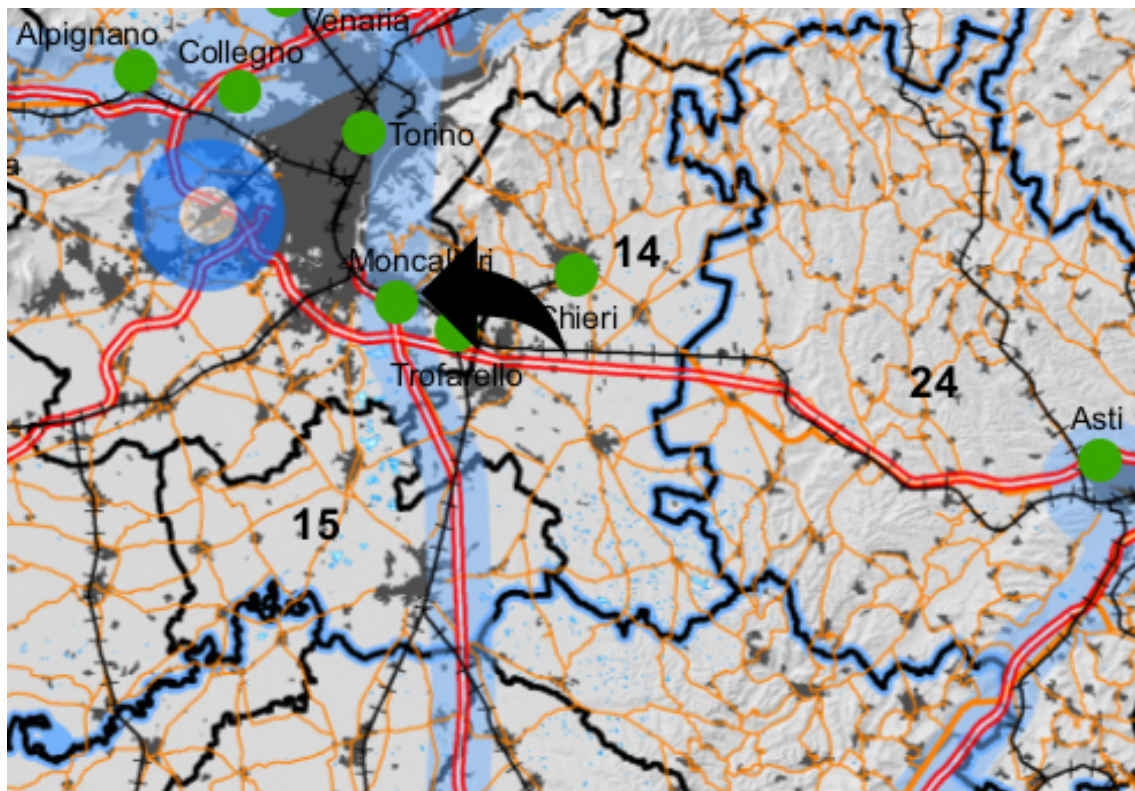 Venaria
Alpignano
Collegno
Torino
a
14
Moncalieri
Chieri
Trofarello
24
Asti
15